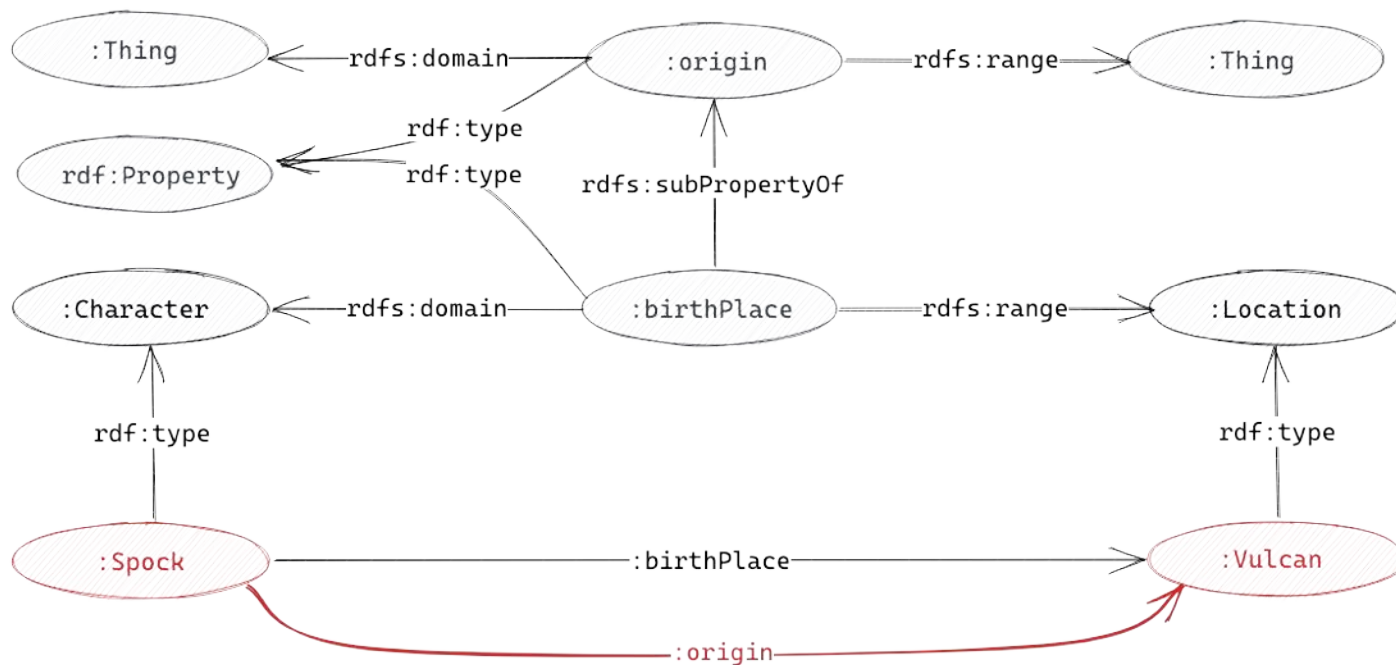 :Thing
rdfs:domain
:origin
rdfs:range
:Thing
rdf:type
rdf:Property
rdf:type
rdfs:subPropertyOf
:Character
rdfs:domain
:birthPlace
rdfs:range
:Location
rdf:type
rdf:type
:Spock
:birthPlace
:Vulcan
:origin